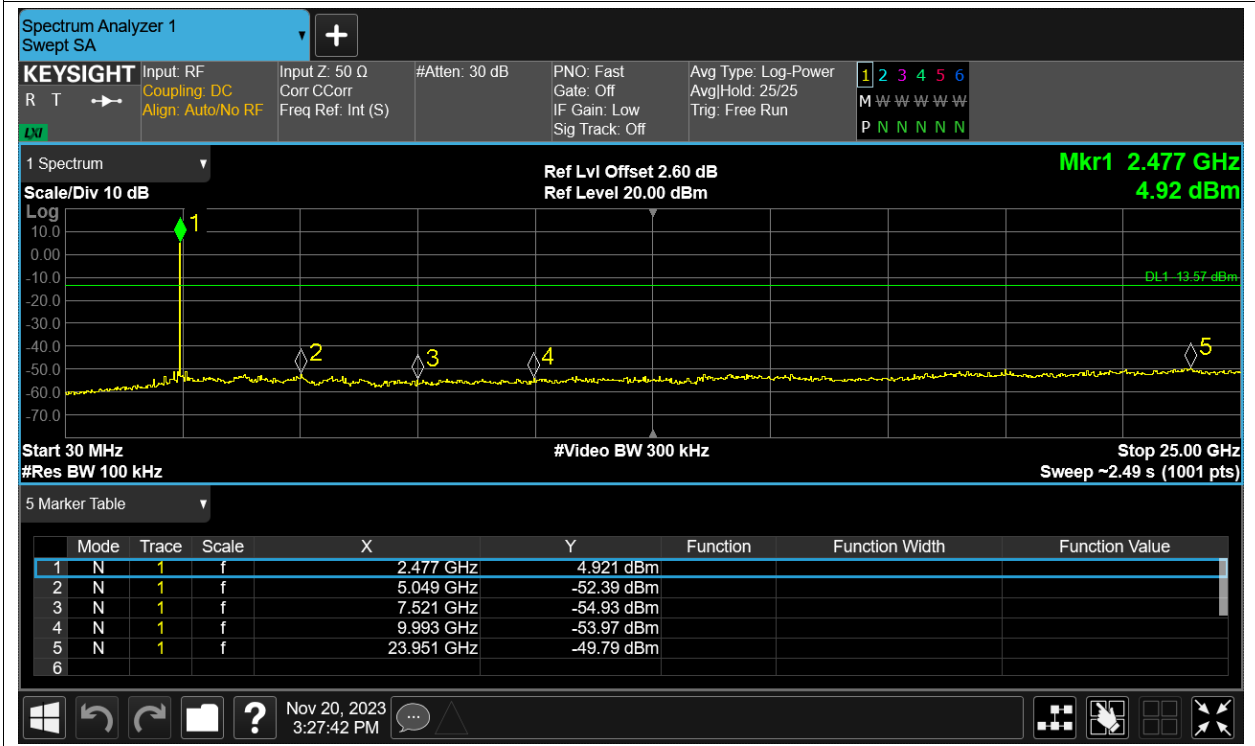 Spectrum Analyzer 1
Swept SA
KEYSIGHT
R T
LXI
Input: RF
Coupling: DC
Align: Auto/No RF
Input Z: 50 Ω
Corr CCorr
Freq Ref: Int (S)
#Atten: 30 dB
PNO: Fast
Gate: Off
IF Gain: Low
Sig Track: Off
Avg Type: Log-Power
Avg|Hold: 25/25
Trig: Free Run
1 2 3 4 5 6
M W W W W W
P N N N N N
1 Spectrum
Scale/Div 10 dB
Ref Lvl Offset 2.60 dB
Ref Level 20.00 dBm
Mkr1 2.477 GHz
4.92 dBm
Log
10.0
0.00
-10.0
-20.0
-30.0
-40.0
-50.0
-60.0
-70.0
1
2
3
4
5
DL1 -13.57 dBm
Start 30 MHz
#Video BW 300 kHz
Stop 25.00 GHz
#Res BW 100 kHz
Sweep ~2.49 s (1001 pts)
5 Marker Table
Mode Trace Scale X Y Function Function Width Function Value
1 N 1 f 2.477 GHz 4.921 dBm
2 N 1 f 5.049 GHz -52.39 dBm
3 N 1 f 7.521 GHz -54.93 dBm
4 N 1 f 9.993 GHz -53.97 dBm
5 N 1 f 23.951 GHz -49.79 dBm
6
?
Nov 20, 2023
3:27:42 PM